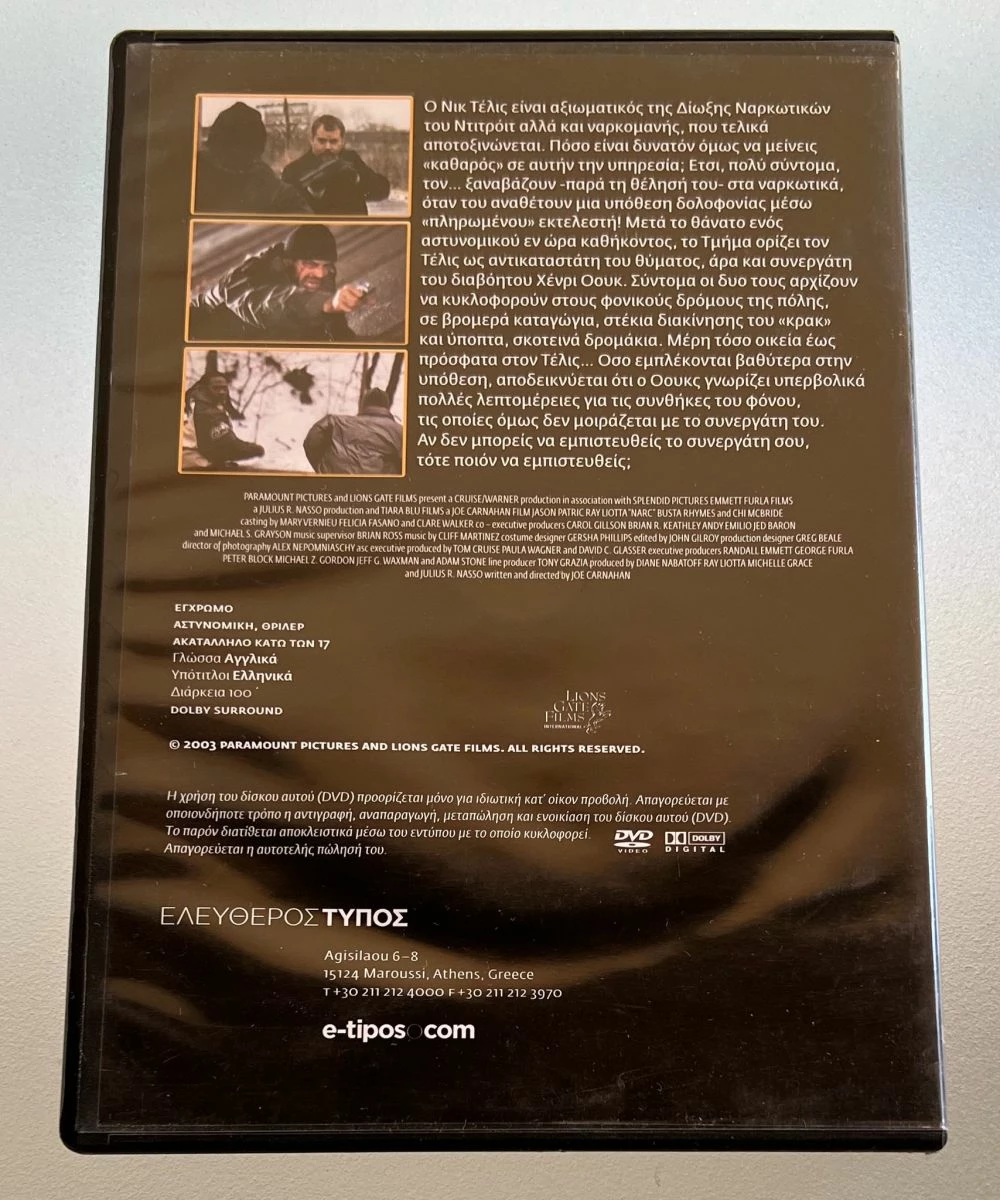 Ο Νικ Τέλις είναι αξιωματικός της Δίωξης Ναρκωτικών
του Ντιτρόιτ αλλά και ναρκομανής, που τελικά
αποτοξινώνεται. Πόσο είναι δυνατόν όμως να μείνεις
«καθαρός» σε αυτήν την υπηρεσία; Ετσι, πολύ σύντομα,
τον... ξαναβάζουν -παρά τη θέλησή του- στα ναρκωτικά,
όταν του αναθέτουν μια υπόθεση δολοφονίας μέσω
«πληρωμένου» εκτελεστή! Μετά το θάνατο ενός
αστυνομικού εν ώρα καθήκοντος, το Τμήμα ορίζει τον
Τέλις ως αντικαταστάτη του θύματος, άρα και συνεργάτη
του διαβόητου Χένρι Οουκ. Σύντομα οι δυο τους αρχίζουν
να κυκλοφορούν στους φονικούς δρόμους της πόλης,
σε βρομερά καταγώγια, στέκια διακίνησης του «κρακ»
και ύποπτα, σκοτεινά δρομάκια. Μέρη τόσο οικεία έως
πρόσφατα στον Τέλις... Οσο εμπλέκονται βαθύτερα στην
υπόθεση, αποδεικνύεται ότι ο Οουκς γνωρίζει υπερβολικά
πολλές λεπτομέρειες για τις συνθήκες του φόνου,
τις οποίες όμως δεν μοιράζεται με το συνεργάτη του.
Αν δεν μπορείς να εμπιστευθείς το συνεργάτη σου,
τότε ποιόν να εμπιστευθείς;
PARAMOUNT PICTURES and LIONS GATE FILMS present a CRUISE/WARNER production in association with SPLENDID PICTURES EMMETT FURLA FILMS
a JULIUS R. NASSO production and TIARA BLU FILMS a JOE CARNAHAN FILM JASON PATRIC RAY LIOTTA "NARC" BUSTA RHYMES and CHI MCBRIDE
casting by MARY VERNIEU FELICIA FASANO and CLARE WALKER co – executive producers CAROL GILLSON BRIAN R. KEATHLEY ANDY EMILIO JED BARON
and MICHAEL S. GRAYSON music supervisor BRIAN ROSS music by CLIFF MARTINEZ costume designer GERSHA PHILLIPS edited by JOHN GILROY production designer GREG BEALE
director of photography ALEX NEPOMNIASCHY asc executive produced by TOM CRUISE PAULA WAGNER and DAVID C. GLASSER executive producers RANDALL EMMETT GEORGE FURLA
PETER BLOCK MICHAEL Z. GORDON JEFF G. WAXMAN and ADAM STONE line producer TONY GRAZIA produced by DIANE NABATOFF RAY LIOTTA MICHELLE GRACE
and JULIUS R. NASSO written and directed by JOE CARNAHAN
ΕΓΧΡΩΜΟ
ΑΣΤΥΝΟΜΙΚΗ, ΘΡΙΛΕΡ
ΑΚΑΤΑΛΛΗΛΟ ΚΑΤΩ ΤΩΝ 17
Γλώσσα Αγγλικά
Υπότιτλοι Ελληνικά
Διάρκεια 100΄
DOLBY SURROUND
LIONS
GATE
FILMS
INTERNATIONAL
© 2003 PARAMOUNT PICTURES AND LIONS GATE FILMS. ALL RIGHTS RESERVED.
Η χρήση του δίσκου αυτού (DVD) προορίζεται μόνο για ιδιωτική κατ' οίκον προβολή. Απαγορεύεται με
οποιονδήποτε τρόπο η αντιγραφή, αναπαραγωγή, μεταπώληση και ενοικίαση του δίσκου αυτού (DVD).
Το παρόν διατίθεται αποκλειστικά μέσω του εντύπου με το οποίο κυκλοφορεί.
Απαγορεύεται η αυτοτελής πώλησή του.
DVD VIDEO
DOLBY DIGITAL
ΕΛΕΥΘΕΡΟΣ ΤΥΠΟΣ
Agisilaou 6–8
15124 Maroussi, Athens, Greece
T +30 211 212 4000 F +30 211 212 3970
e-tipos.com